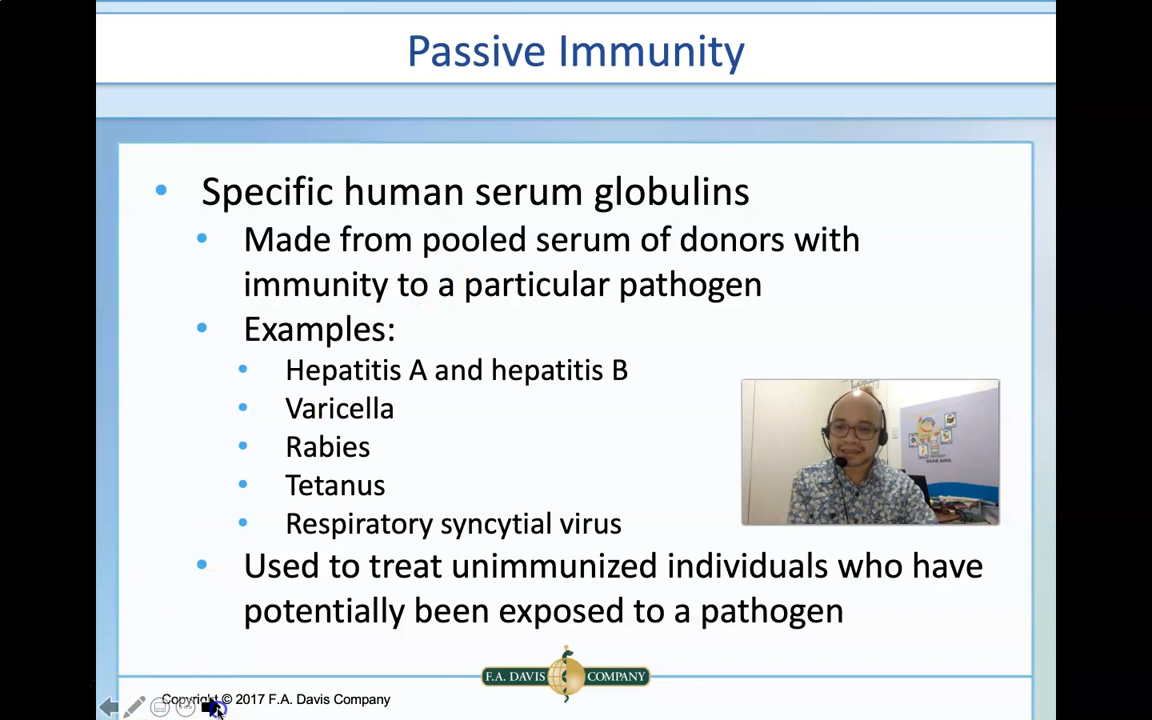 Passive Immunity
• Specific human serum globulins
• Made from pooled serum of donors with
immunity to a particular pathogen
• Examples:
• Hepatitis A and hepatitis B
• Varicella
• Rabies
• Tetanus
• Respiratory syncytial virus
• Used to treat unimmunized individuals who have
potentially been exposed to a pathogen
F.A. DAVIS COMPANY
Copyright © 2017 F.A. Davis Company